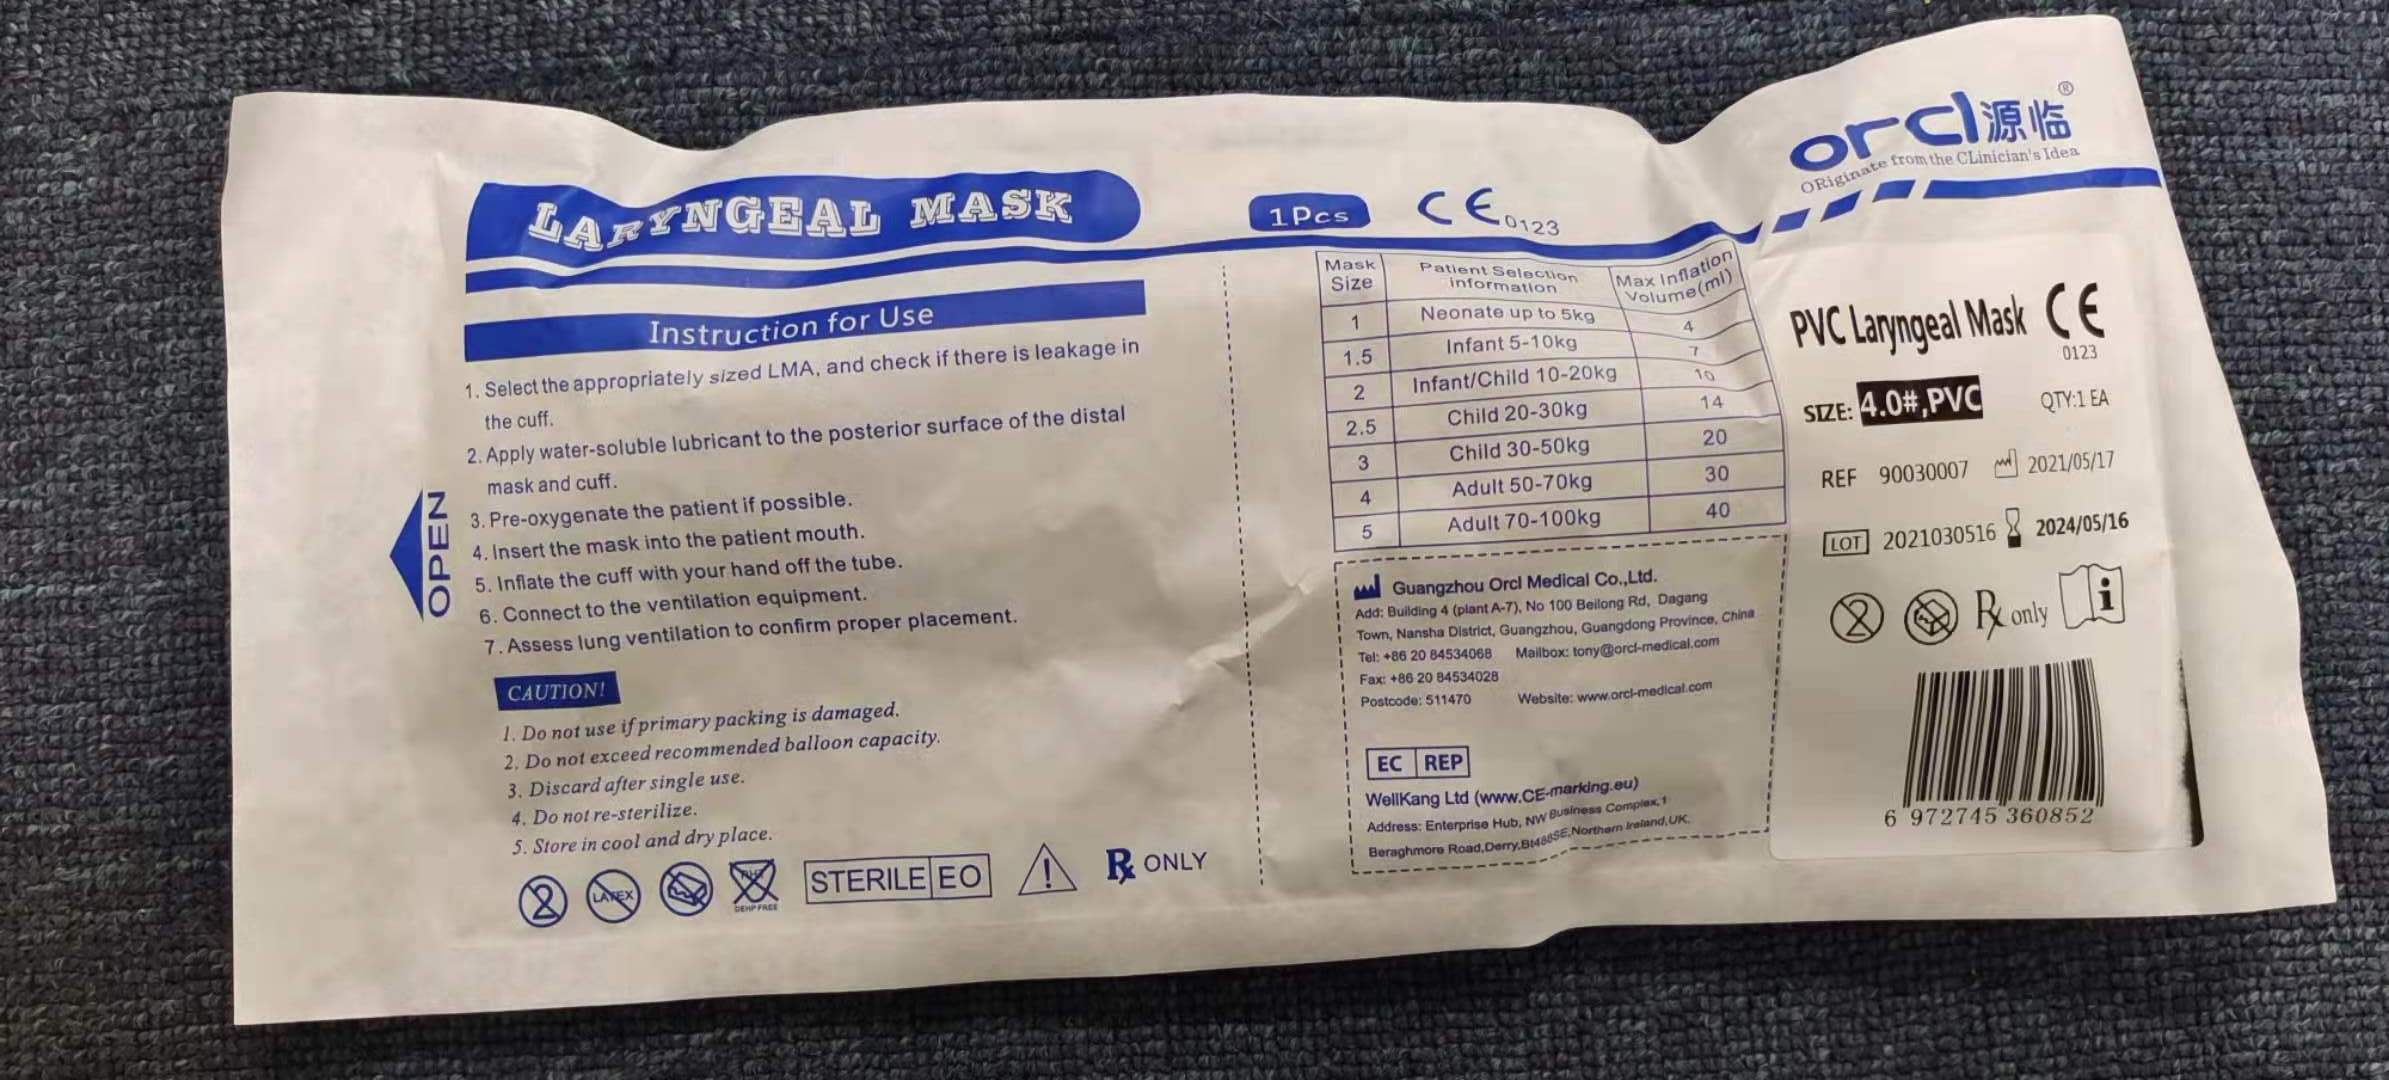 orcl源临®
ORiginate from the CLinician's Idea
LARYNGEAL MASK
1Pcs
CE0123
Instruction for Use
1. Select the appropriately sized LMA, and check if there is leakage in
the cuff.
2. Apply water-soluble lubricant to the posterior surface of the distal
mask and cuff.
3. Pre-oxygenate the patient if possible.
4. Insert the mask into the patient mouth.
5. Inflate the cuff with your hand off the tube.
6. Connect to the ventilation equipment.
7. Assess lung ventilation to confirm proper placement.
OPEN
CAUTION!
1. Do not use if primary packing is damaged.
2. Do not exceed recommended balloon capacity.
3. Discard after single use.
4. Do not re-sterilize.
5. Store in cool and dry place.
2
LATEX
PHT
DEHP FREE
STERILE EO
!
Rx ONLY
Mask Size Patient Selection information Max Inflation Volume(ml)
1 Neonate up to 5kg 4
1.5 Infant 5-10kg 7
2 Infant/Child 10-20kg 10
2.5 Child 20-30kg 14
3 Child 30-50kg 20
4 Adult 50-70kg 30
5 Adult 70-100kg 40
Guangzhou Orcl Medical Co.,Ltd.
Add: Building 4 (plant A-7), No 100 Beilong Rd, Dagang
Town, Nansha District, Guangzhou, Guangdong Province, China
Tel: +86 20 84534068 Mailbox: tony@orcl-medical.com
Fax: +86 20 84534028
Postcode: 511470 Website: www.orcl-medical.com
EC REP
WellKang Ltd (www.CE-marking.eu)
Address: Enterprise Hub, NW Business Complex,1
Beraghmore Road,Derry,Bt488SE,Northern Ireland,UK.
PVC Laryngeal Mask CE
0123
SIZE: 4.0#,PVC QTY:1 EA
REF 90030007 2021/05/17
LOT 2021030516 2024/05/16
2 Rx only i
6 972745 360852